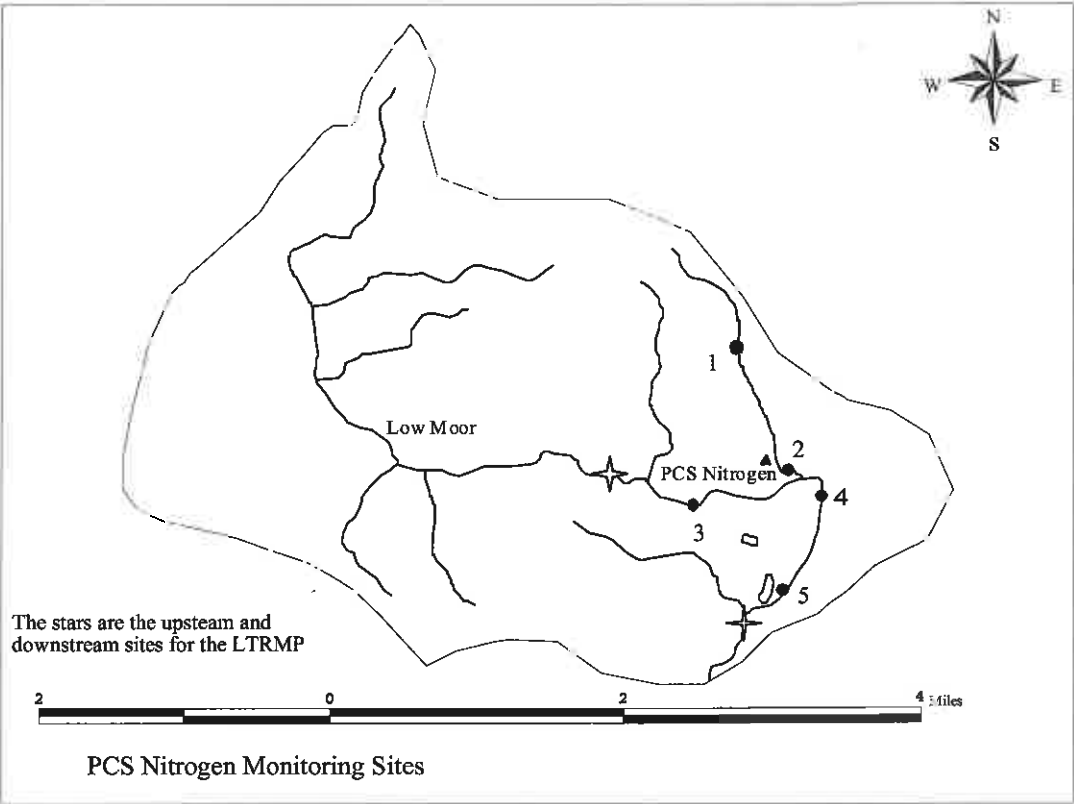 N
W E
S
1
Low Moor
2
PCS Nitrogen
4
3
5
The stars are the upsteam and
downstream sites for the LTRMP
2 0 2 4 Miles
PCS Nitrogen Monitoring Sites